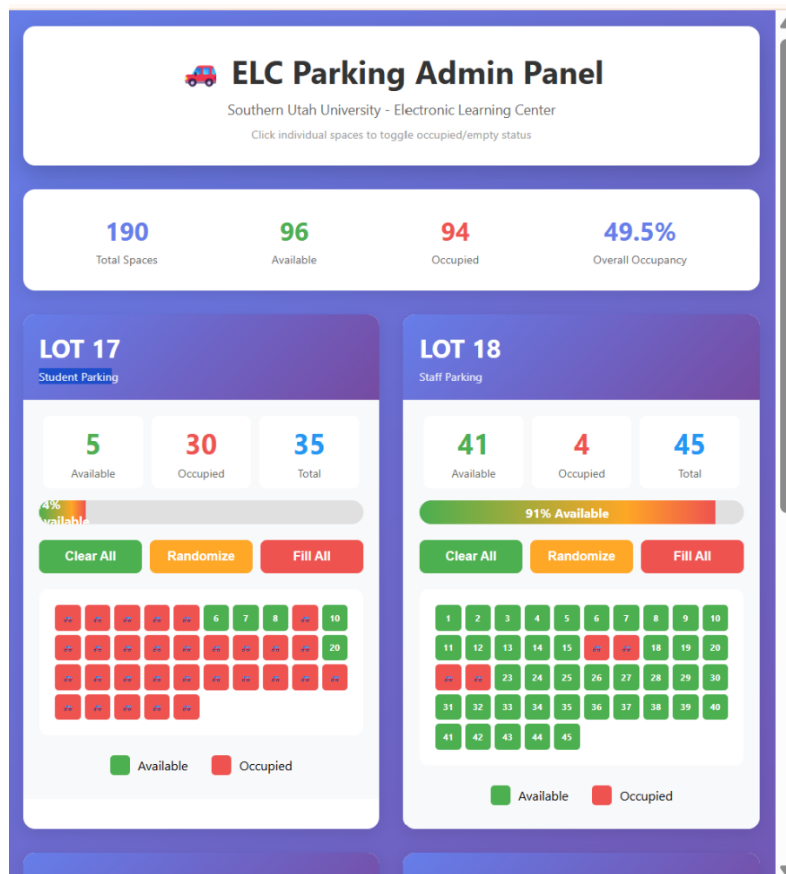 ELC Parking Admin Panel
Southern Utah University - Electronic Learning Center
Click individual spaces to toggle occupied/empty status
190 96 94 49.5%
Total Spaces Available Occupied Overall Occupancy
LOT 17
Student Parking
5 30 35
Available Occupied Total
4%
vailable
Clear All Randomize Fill All
6 7 8 10
20
Available Occupied
LOT 18
Staff Parking
41 4 45
Available Occupied Total
91% Available
Clear All Randomize Fill All
1 2 3 4 5 6 7 8 9 10
11 12 13 14 15 18 19 20
23 24 25 26 27 28 29 30
31 32 33 34 35 36 37 38 39 40
41 42 43 44 45
Available Occupied